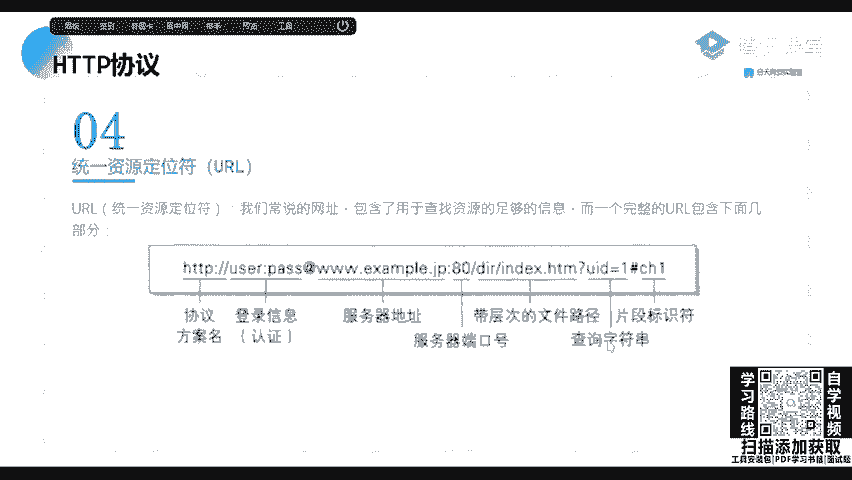 HTTP协议
04
统一资源定位符（URL）
URL（统一资源定位符），我们常说的网址，包含了用于查找资源的足够的信息，而一个完整的URL包含下面几
部分：
http://user:pass@www.example.jp:80/dir/index.htm?uid=1#ch1
协议
方案名
登录信息
（认证）
服务器地址
服务器端口号
带层次的文件路径
查询字符串
片段标识符
学习路线
自学视频
扫描添加获取
工具安装包|PDF学习书籍|面试题